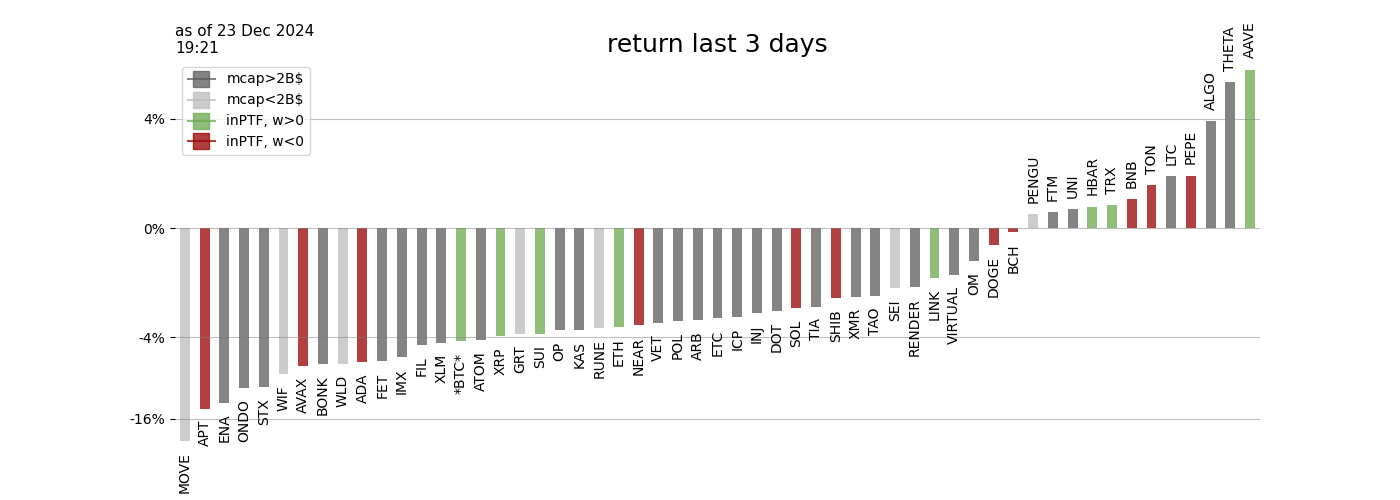 as of 23 Dec 2024
19:21
return last 3 days
mcap>2B$
mcap<2B$
inPTF, w>0
inPTF, w<0
4%
0%
-4%
-16%
MOVE
APT
ENA
ONDO
STX
WIF
AVAX
BONK
WLD
ADA
FET
IMX
FIL
XLM
*BTC*
ATOM
XRP
GRT
SUI
OP
KAS
RUNE
ETH
NEAR
VET
POL
ARB
ETC
ICP
INJ
DOT
SOL
TIA
SHIB
XMR
TAO
SEI
RENDER
LINK
VIRTUAL
OM
DOGE
BCH
PENGU
FTM
UNI
HBAR
TRX
BNB
TON
LTC
PEPE
ALGO
THETA
AAVE